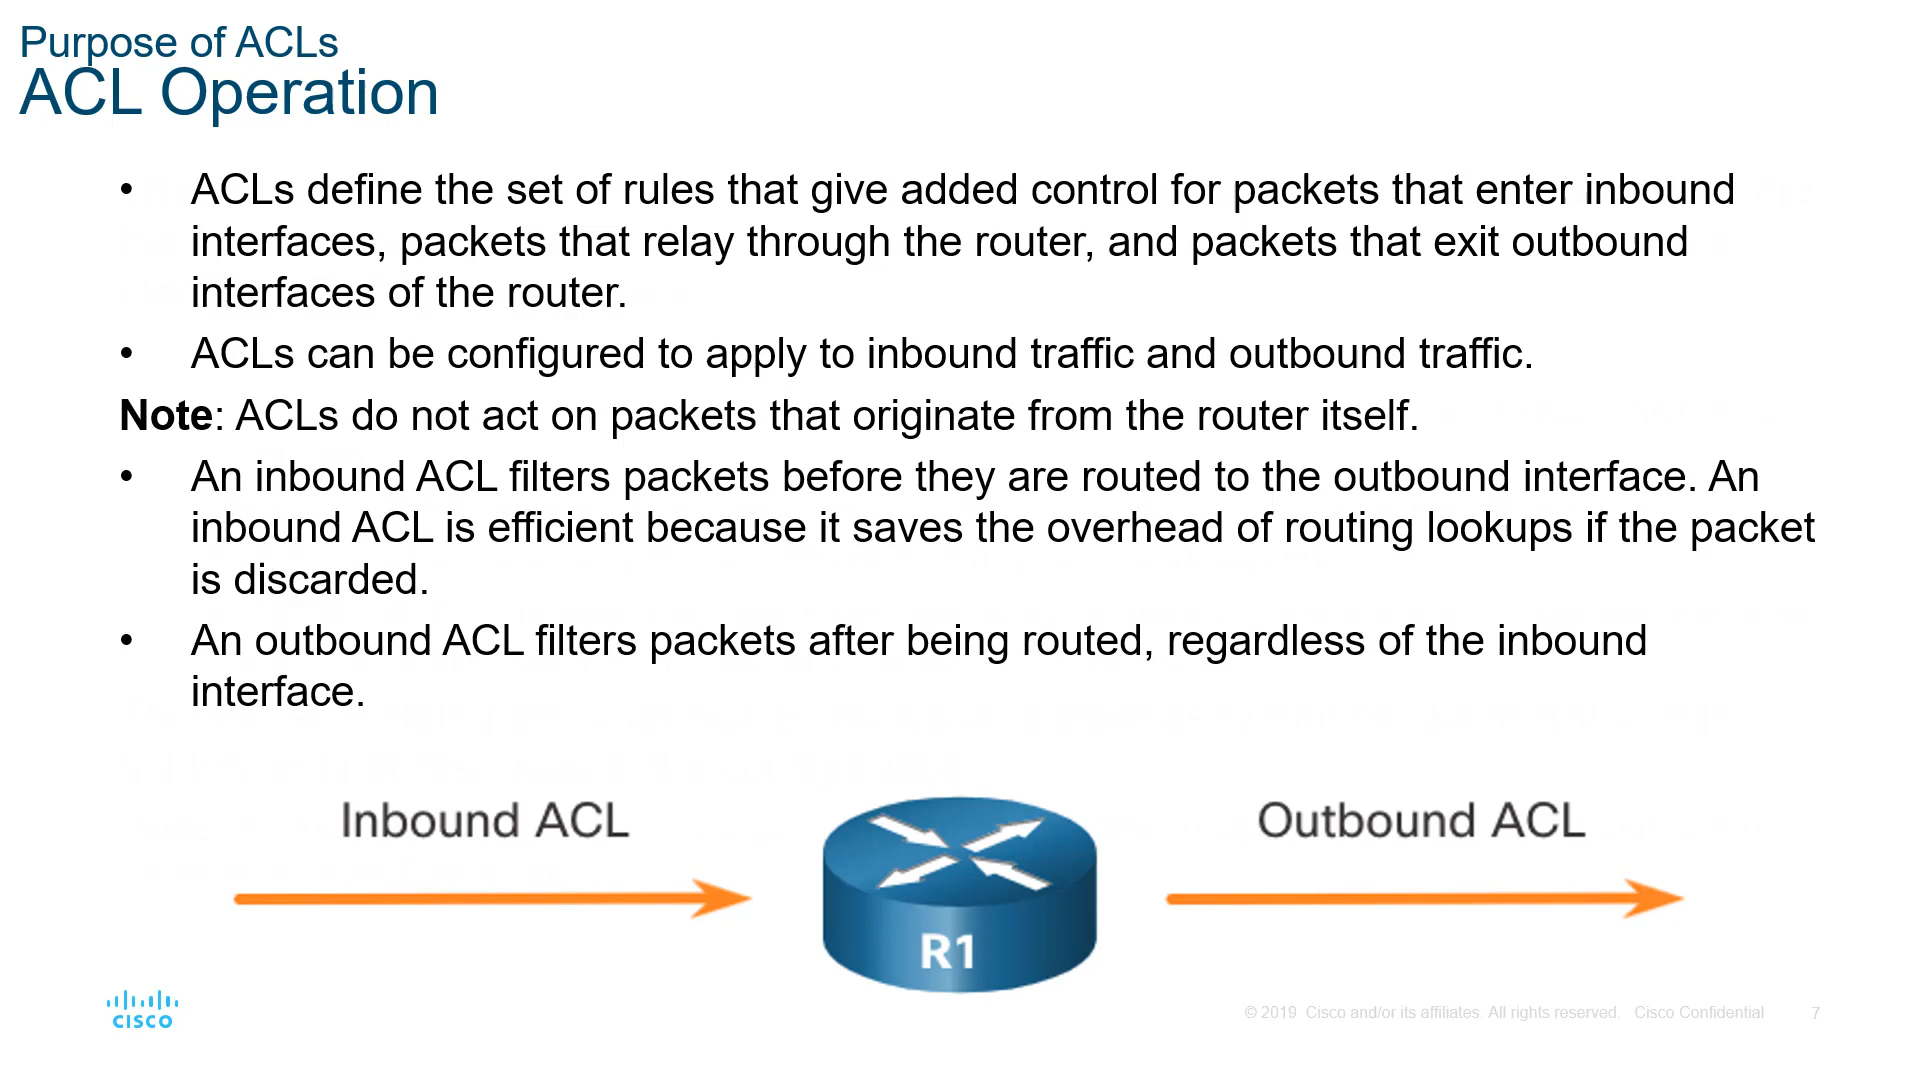 Purpose of ACLs
ACL Operation
• ACLs define the set of rules that give added control for packets that enter inbound
interfaces, packets that relay through the router, and packets that exit outbound
interfaces of the router.
• ACLs can be configured to apply to inbound traffic and outbound traffic.
Note: ACLs do not act on packets that originate from the router itself.
• An inbound ACL filters packets before they are routed to the outbound interface. An
inbound ACL is efficient because it saves the overhead of routing lookups if the packet
is discarded.
• An outbound ACL filters packets after being routed, regardless of the inbound
interface.
Inbound ACL
Outbound ACL
R1
CISCO
© 2019 Cisco and/or its affiliates. All rights reserved. Cisco Confidential
7